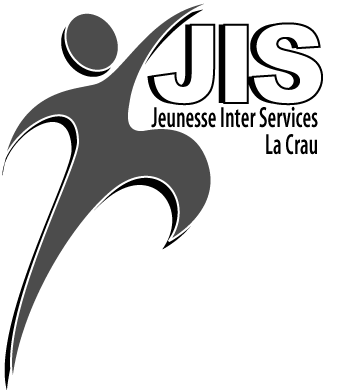 JIS
Jeunesse Inter Services
La Crau